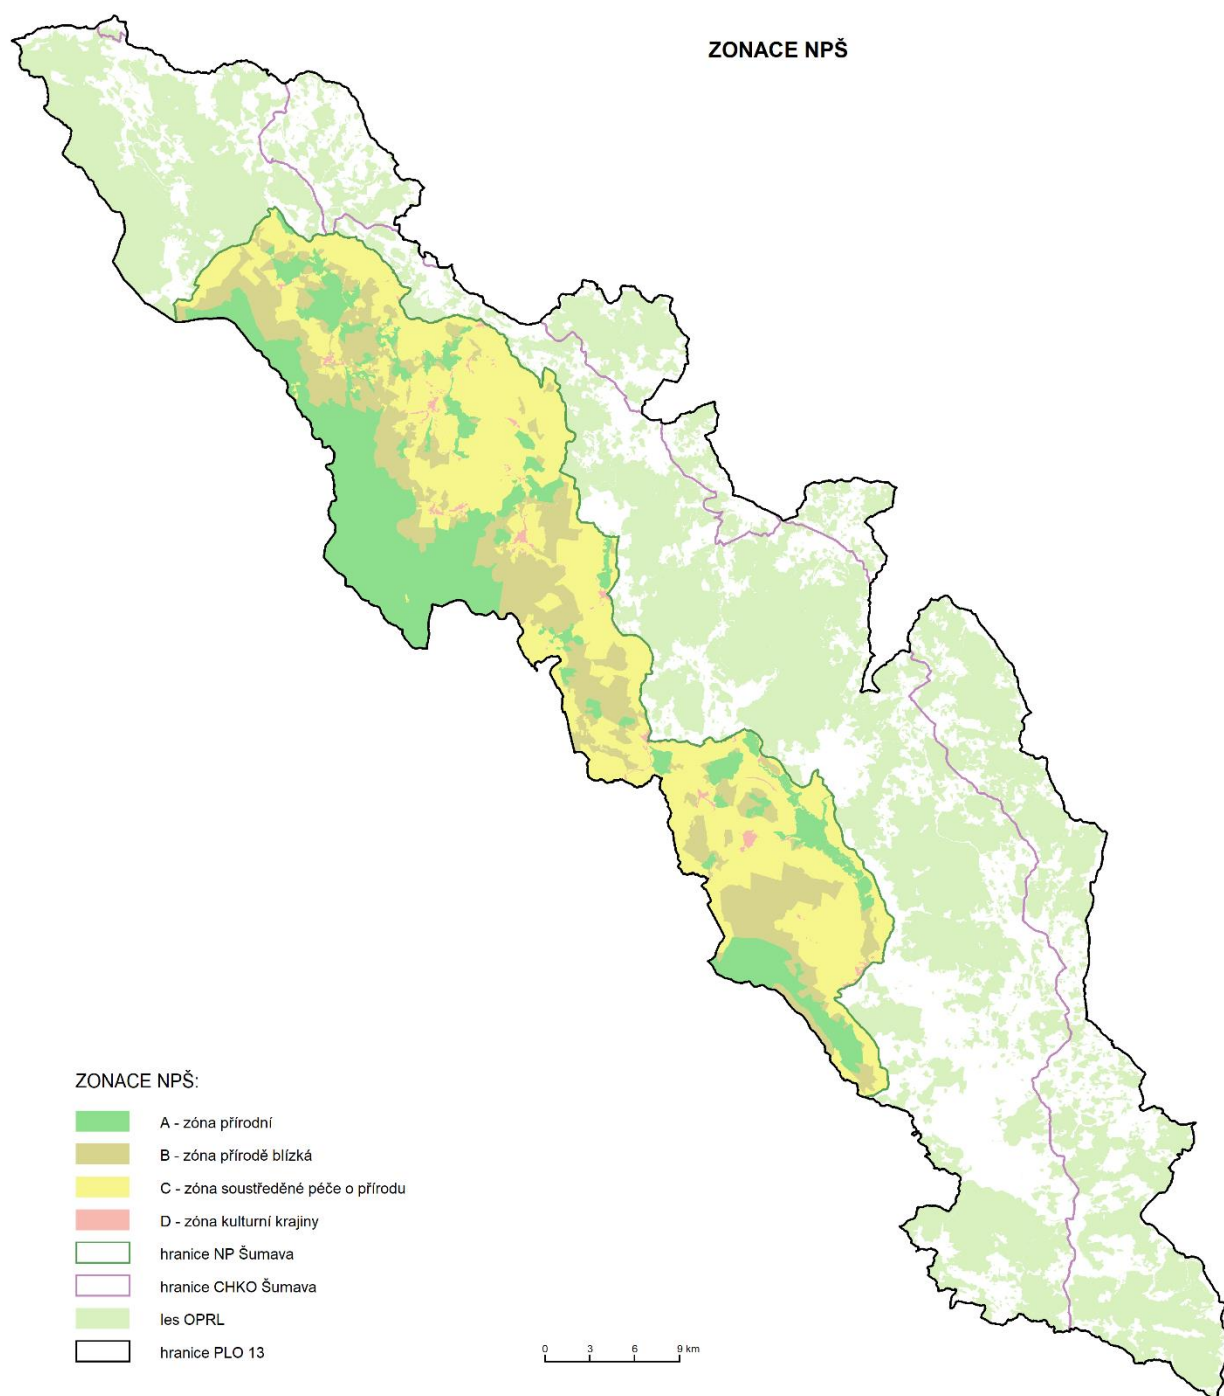 ZONACE NPŠ
ZONACE NPŠ:
A - zóna přírodní
B - zóna přírodě blízká
C - zóna soustředěné péče o přírodu
D - zóna kulturní krajiny
hranice NP Šumava
hranice CHKO Šumava
les OPRL
hranice PLO 13
0 3 6 9 km